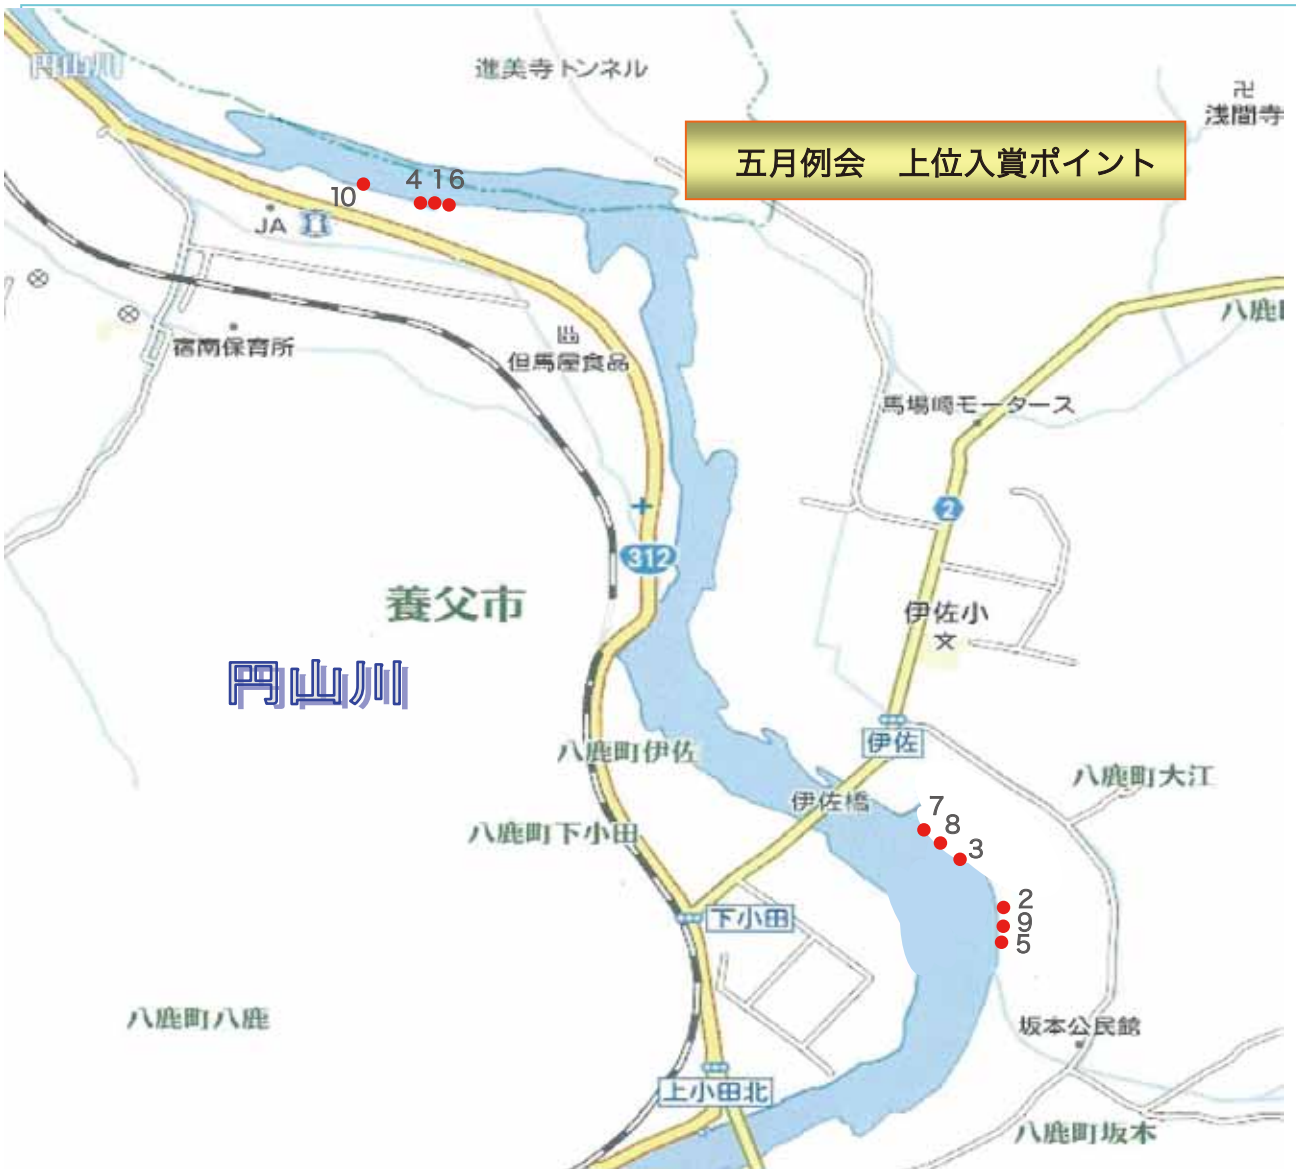 円山川
進美寺トンネル
浅間寺
五月例会　上位入賞ポイント
10
4 1 6
JA
宿南保育所
但馬屋食品
八鹿
馬場崎モータース
2
312
養父市
伊佐小
文
円山川
伊佐
八鹿町伊佐
八鹿町大江
伊佐橋
7
8
3
八鹿町下小田
2
9
5
下小田
八鹿町八鹿
坂本公民館
上小田北
八鹿町坂本